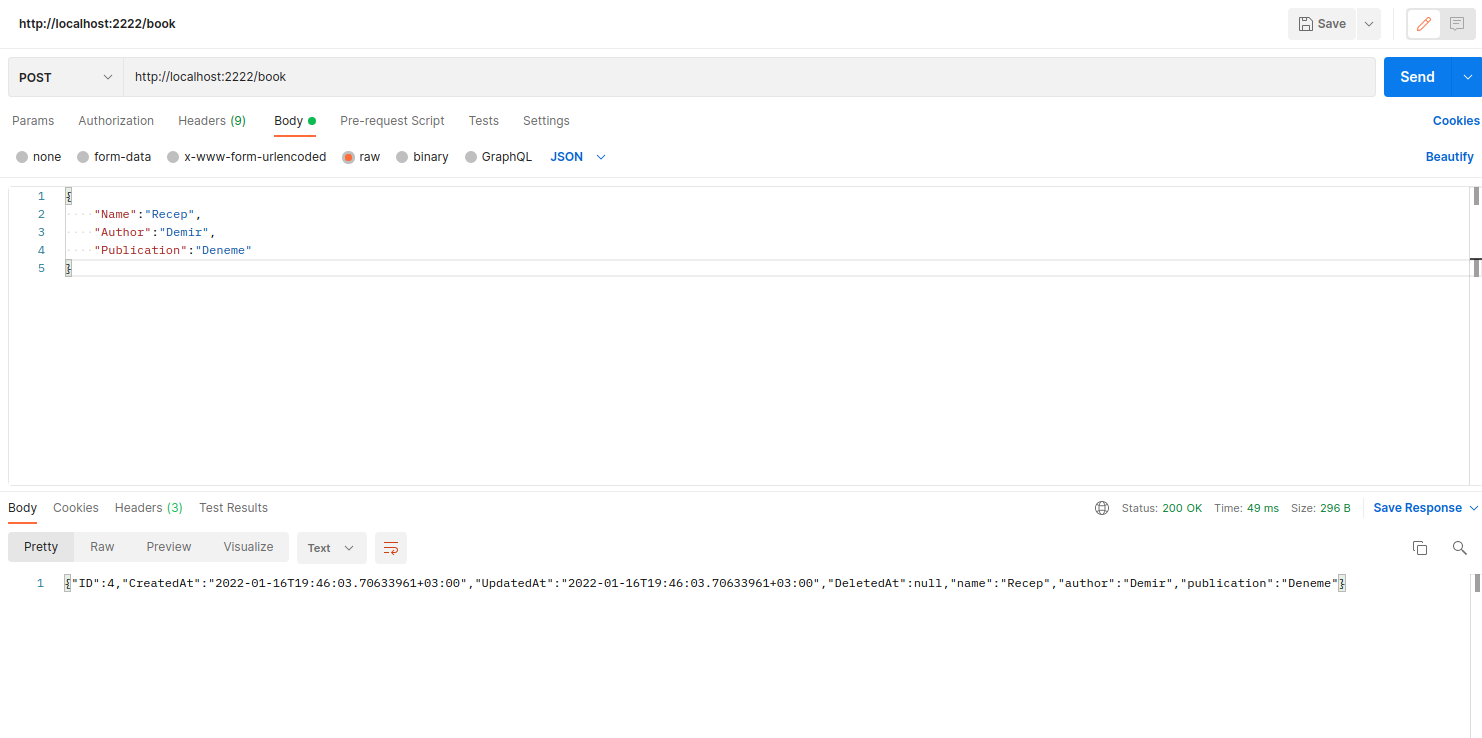 http://localhost:2222/book
Save
POST
http://localhost:2222/book
Send
Params Authorization Headers (9) Body Pre-request Script Tests Settings Cookies
none form-data x-www-form-urlencoded raw binary GraphQL JSON Beautify
1 {
2 "Name":"Recep",
3 "Author":"Demir",
4 "Publication":"Deneme"
5 }
Body Cookies Headers (3) Test Results Status: 200 OK Time: 49 ms Size: 296 B Save Response
Pretty Raw Preview Visualize Text
1 {"ID":4,"CreatedAt":"2022-01-16T19:46:03.70633961+03:00","UpdatedAt":"2022-01-16T19:46:03.70633961+03:00","DeletedAt":null,"name":"Recep","author":"Demir","publication":"Deneme"}